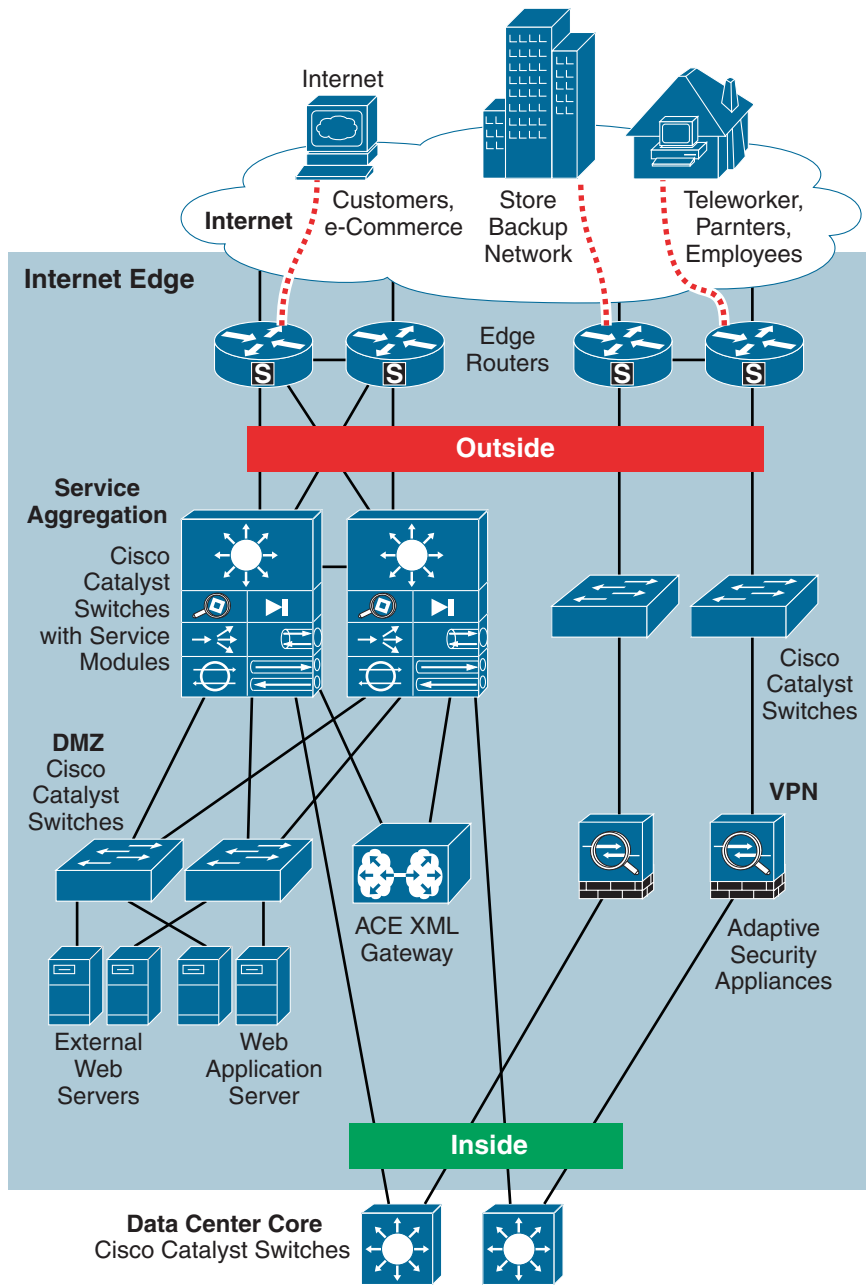 Internet
Internet
Customers,
e-Commerce
Store
Backup
Network
Teleworker,
Parnters,
Employees
Internet Edge
Edge
Routers
S
S
S
S
Outside
Service
Aggregation
Cisco
Catalyst
Switches
with Service
Modules
Cisco
Catalyst
Switches
DMZ
Cisco
Catalyst
Switches
VPN
ACE XML
Gateway
Adaptive
Security
Appliances
External
Web
Servers
Web
Application
Server
Inside
Data Center Core
Cisco Catalyst Switches